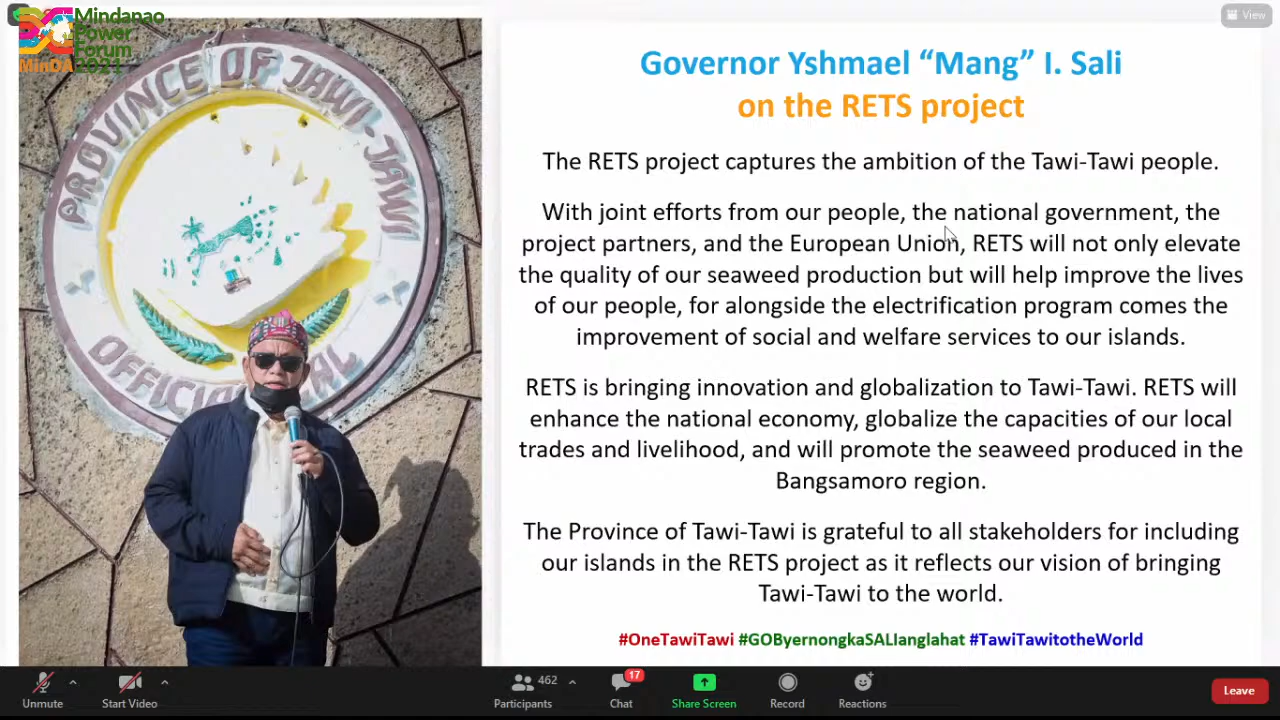 Mindanao
Power
Forum
2021
MinDA
View
PROVINCE OF TAWI-TAWI
OFFICIAL SEAL
Governor Yshmael “Mang” I. Sali
on the RETS project
The RETS project captures the ambition of the Tawi-Tawi people.
With joint efforts from our people, the national government, the
project partners, and the European Union, RETS will not only elevate
the quality of our seaweed production but will help improve the lives
of our people, for alongside the electrification program comes the
improvement of social and welfare services to our islands.
RETS is bringing innovation and globalization to Tawi-Tawi. RETS will
enhance the national economy, globalize the capacities of our local
trades and livelihood, and will promote the seaweed produced in the
Bangsamoro region.
The Province of Tawi-Tawi is grateful to all stakeholders for including
our islands in the RETS project as it reflects our vision of bringing
Tawi-Tawi to the world.
#OneTawiTawi #GOByernongkaSALIanglahat #TawiTawitotheWorld
Unmute
Start Video
462
Participants
17
Chat
Share Screen
Record
Reactions
Leave